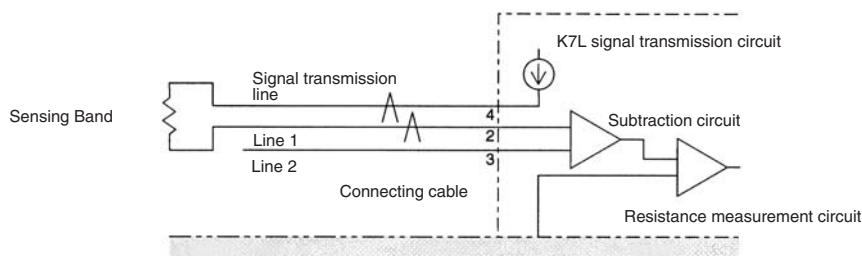 K7L signal transmission circuit
Signal transmission
line
Sensing Band
4
Subtraction circuit
2
Line 1
3
Line 2
Connecting cable
Resistance measurement circuit